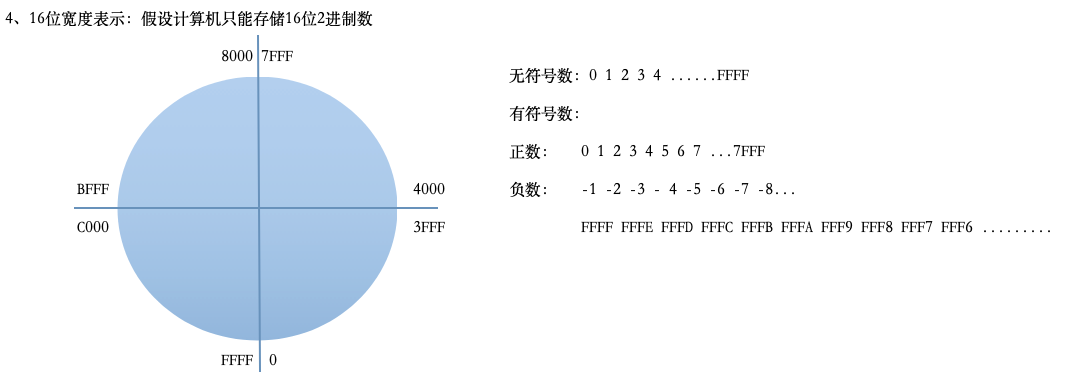 4、16位宽度表示：假设计算机只能存储16位2进制数
8000 7FFF
无符号数：0 1 2 3 4 ......FFFF
有符号数：
正数： 0 1 2 3 4 5 6 7 ...7FFF
BFFF 4000
负数： -1 -2 -3 - 4 -5 -6 -7 -8...
C000 3FFF
FFFF FFFE FFFD FFFC FFFB FFFA FFF9 FFF8 FFF7 FFF6 .........
FFFF 0